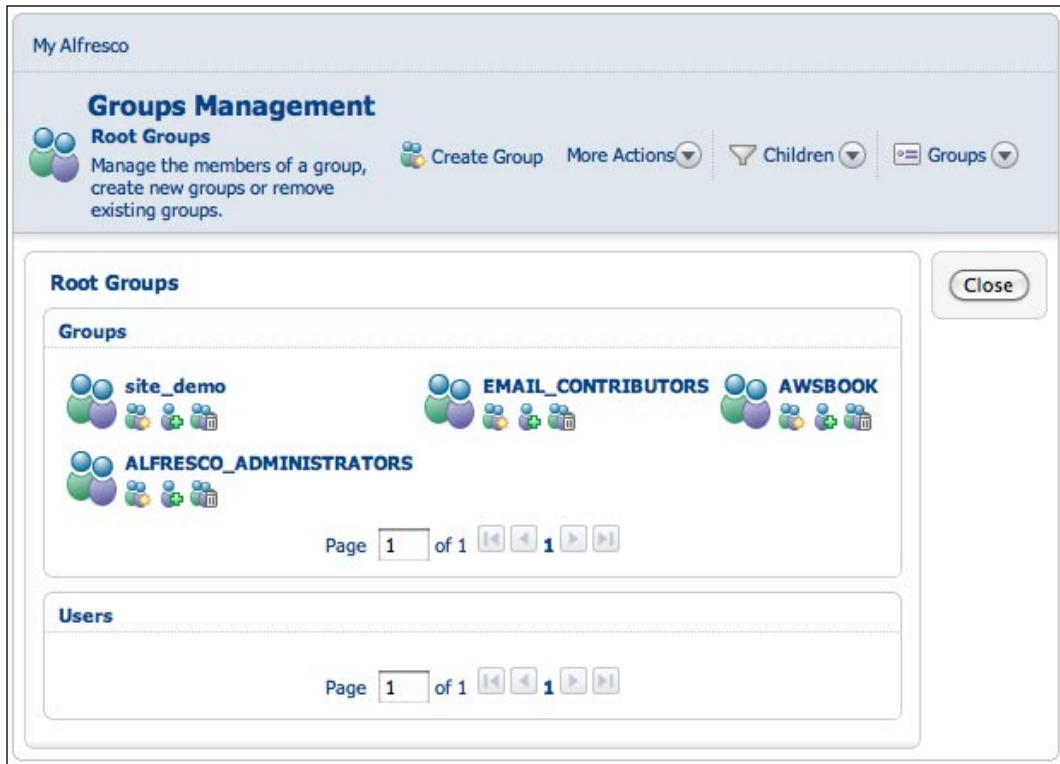 My Alfresco
Groups Management
Root Groups
Manage the members of a group,
create new groups or remove
existing groups.
Create Group More Actions Children Groups
Root Groups
Close
Groups
site_demo EMAIL_CONTRIBUTORS AWSBOOK
ALFRESCO_ADMINISTRATORS
Page 1 of 1 1
Users
Page 1 of 1 1